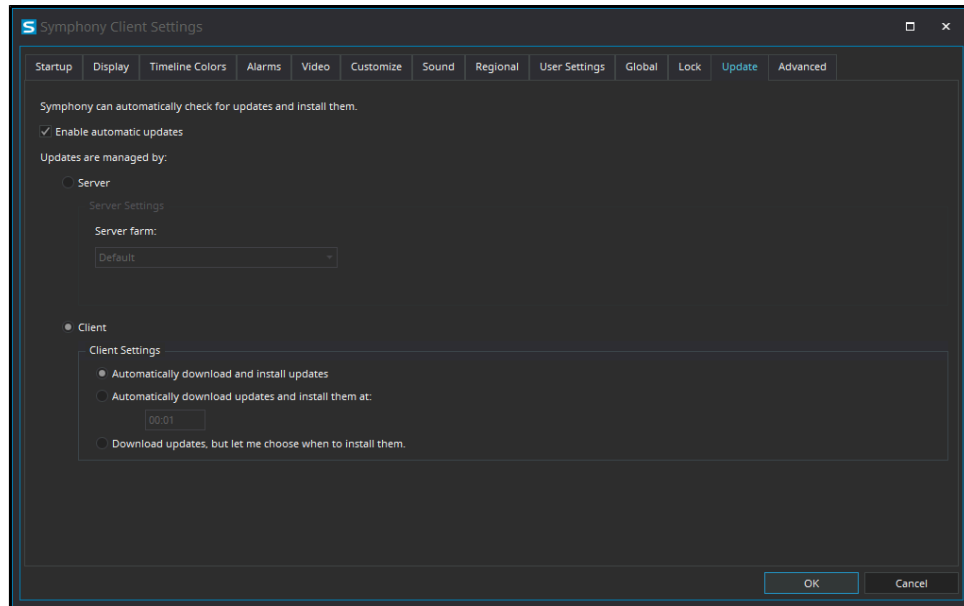 S Symphony Client Settings
Startup Display Timeline Colors Alarms Video Customize Sound Regional User Settings Global Lock Update Advanced
Symphony can automatically check for updates and install them.
Enable automatic updates
Updates are managed by:
Server
Server Settings
Server farm:
Default
Client
Client Settings
Automatically download and install updates
Automatically download updates and install them at:
00:01
Download updates, but let me choose when to install them.
OK Cancel